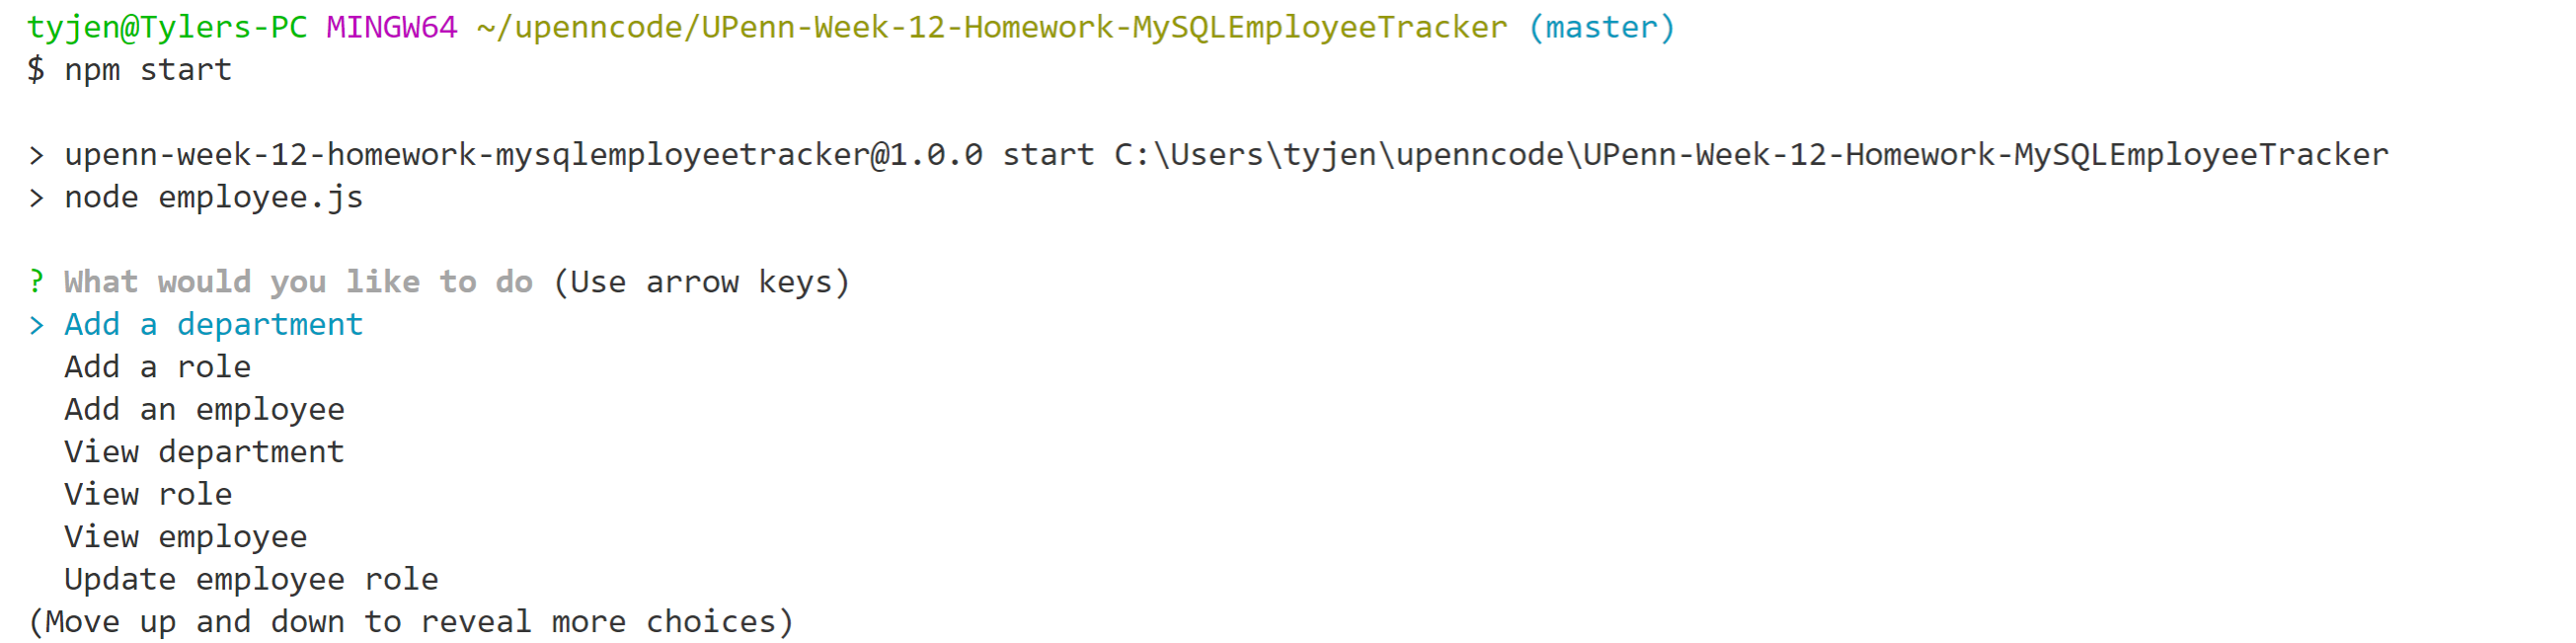 tyjen@Tylers-PC MINGW64 ~/upenncode/UPenn-Week-12-Homework-MySQLEmployeeTracker (master)
$ npm start
> upenn-week-12-homework-mysqlemployeetracker@1.0.0 start C:\Users\tyjen\upenncode\UPenn-Week-12-Homework-MySQLEmployeeTracker
> node employee.js
? What would you like to do (Use arrow keys)
> Add a department
Add a role
Add an employee
View department
View role
View employee
Update employee role
(Move up and down to reveal more choices)